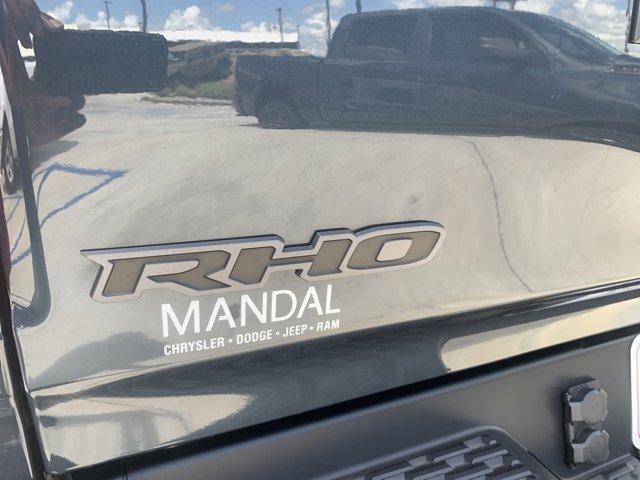 RHO
MANDAL
CHRYSLER • DODGE • JEEP • RAM